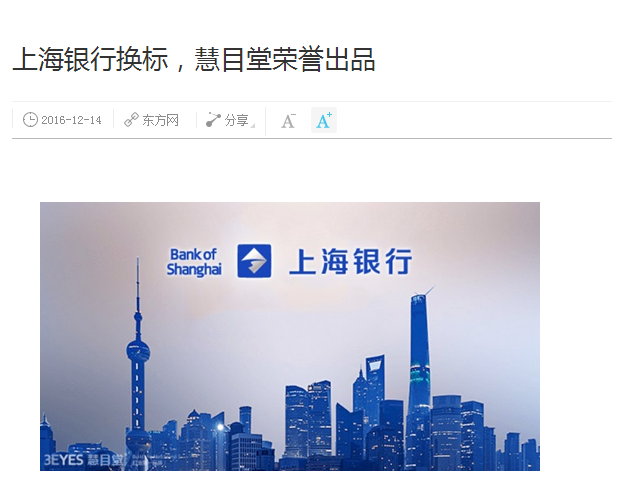 上海银行换标，慧目堂荣誉出品
2016-12-14 东方网 分享 A- A+
Bank of
Shanghai
上海银行
3EYES 慧目堂